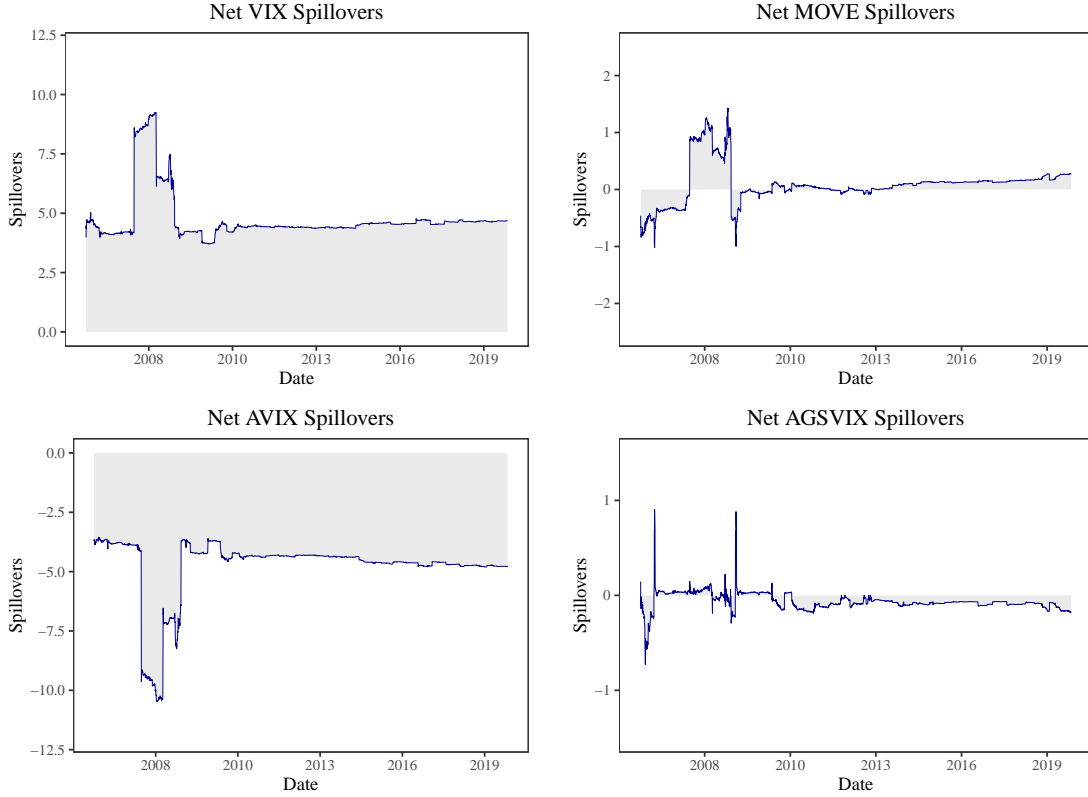 Net VIX Spillovers
12.5
10.0
7.5
5.0
2.5
0.0
Spillovers
2008 2010 2013 2016 2019
Date
Net MOVE Spillovers
2
1
0
−1
−2
Spillovers
2008 2010 2013 2016 2019
Date
Net AVIX Spillovers
0.0
−2.5
−5.0
−7.5
−10.0
−12.5
Spillovers
2008 2010 2013 2016 2019
Date
Net AGSVIX Spillovers
1
0
−1
Spillovers
2008 2010 2013 2016 2019
Date